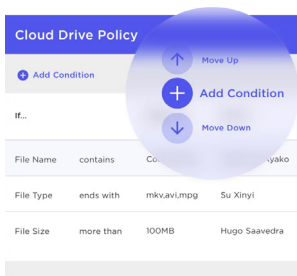 Cloud Drive Policy
Move Up
Add Condition
Add Condition
Move Down
If...
File Name contains
File Type ends with mkv,avi,mpg Su Xinyi
File Size more than 100MB Hugo Saavedra